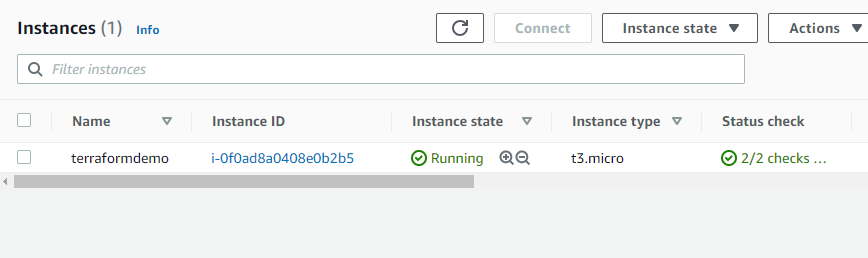 Instances (1) Info Connect Instance state Actions
Filter instances
Name Instance ID Instance state Instance type Status check
terraformdemo i-0f0ad8a0408e0b2b5 Running t3.micro 2/2 checks ...